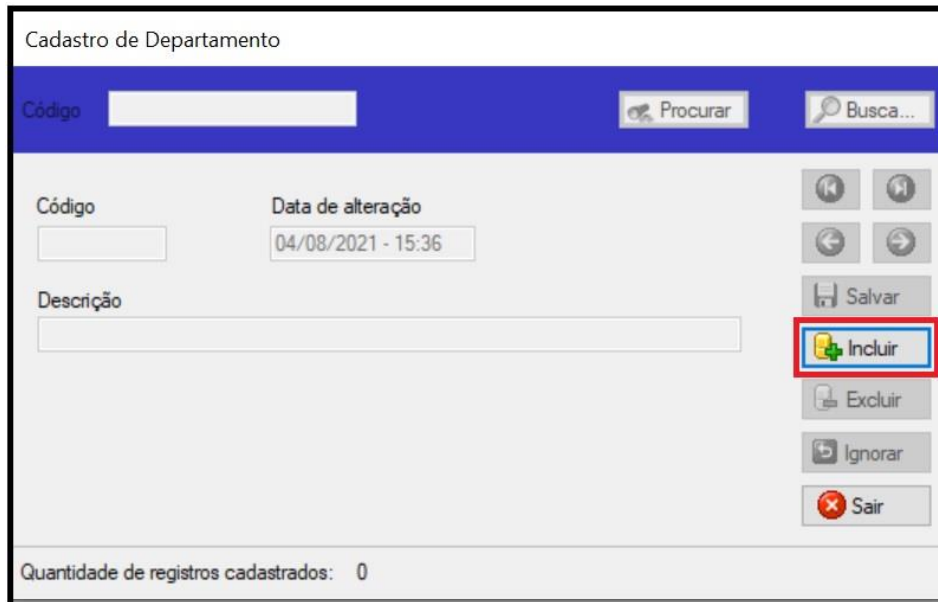 Cadastro de Departamento
Código Procurar Busca...
Código Data de alteração
04/08/2021 - 15:36
Descrição
Salvar
Incluir
Excluir
Ignorar
Sair
Quantidade de registros cadastrados: 0